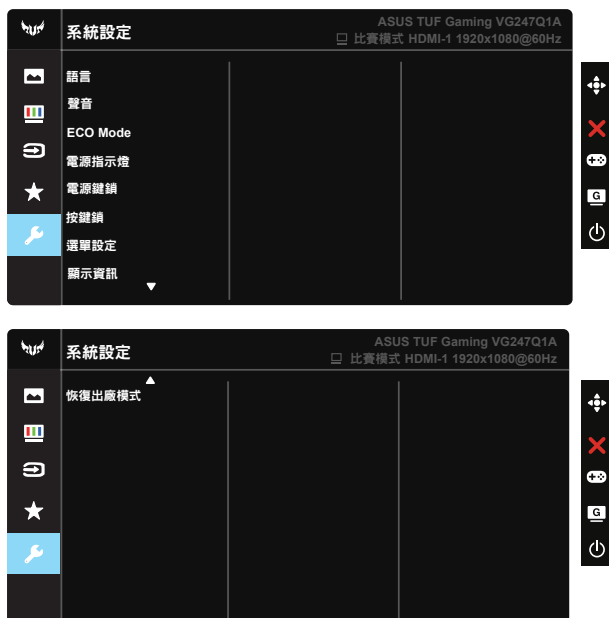 系統設定
ASUS TUF Gaming VG247Q1A
比賽模式 HDMI-1 1920x1080@60Hz
語言
聲音
ECO Mode
電源指示燈
電源鍵鎖
按鍵鎖
選單設定
顯示資訊
G
系統設定
ASUS TUF Gaming VG247Q1A
比賽模式 HDMI-1 1920x1080@60Hz
恢復出廠模式
G